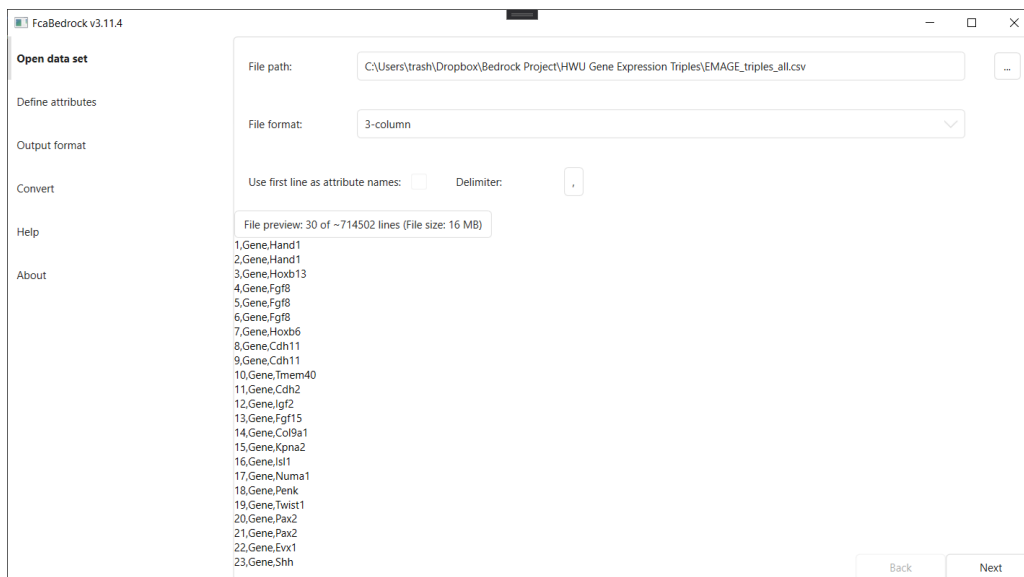 FcaBedrock v3.11.4
Open data set
Define attributes
Output format
Convert
Help
About
File path:
C:\Users\trash\Dropbox\Bedrock Project\HWU Gene Expression Triples\EMAGE_triples_all.csv
...
File format:
3-column
Use first line as attribute names:
Delimiter:
,
File preview: 30 of ~714502 lines (File size: 16 MB)
1,Gene,Hand1
2,Gene,Hand1
3,Gene,Hoxb13
4,Gene,Fgf8
5,Gene,Fgf8
6,Gene,Fgf8
7,Gene,Hoxb6
8,Gene,Cdh11
9,Gene,Cdh11
10,Gene,Tmem40
11,Gene,Cdh2
12,Gene,Igf2
13,Gene,Fgf15
14,Gene,Col9a1
15,Gene,Kpna2
16,Gene,Isl1
17,Gene,Numa1
18,Gene,Penk
19,Gene,Twist1
20,Gene,Pax2
21,Gene,Pax2
22,Gene,Evx1
23,Gene,Shh
Back
Next